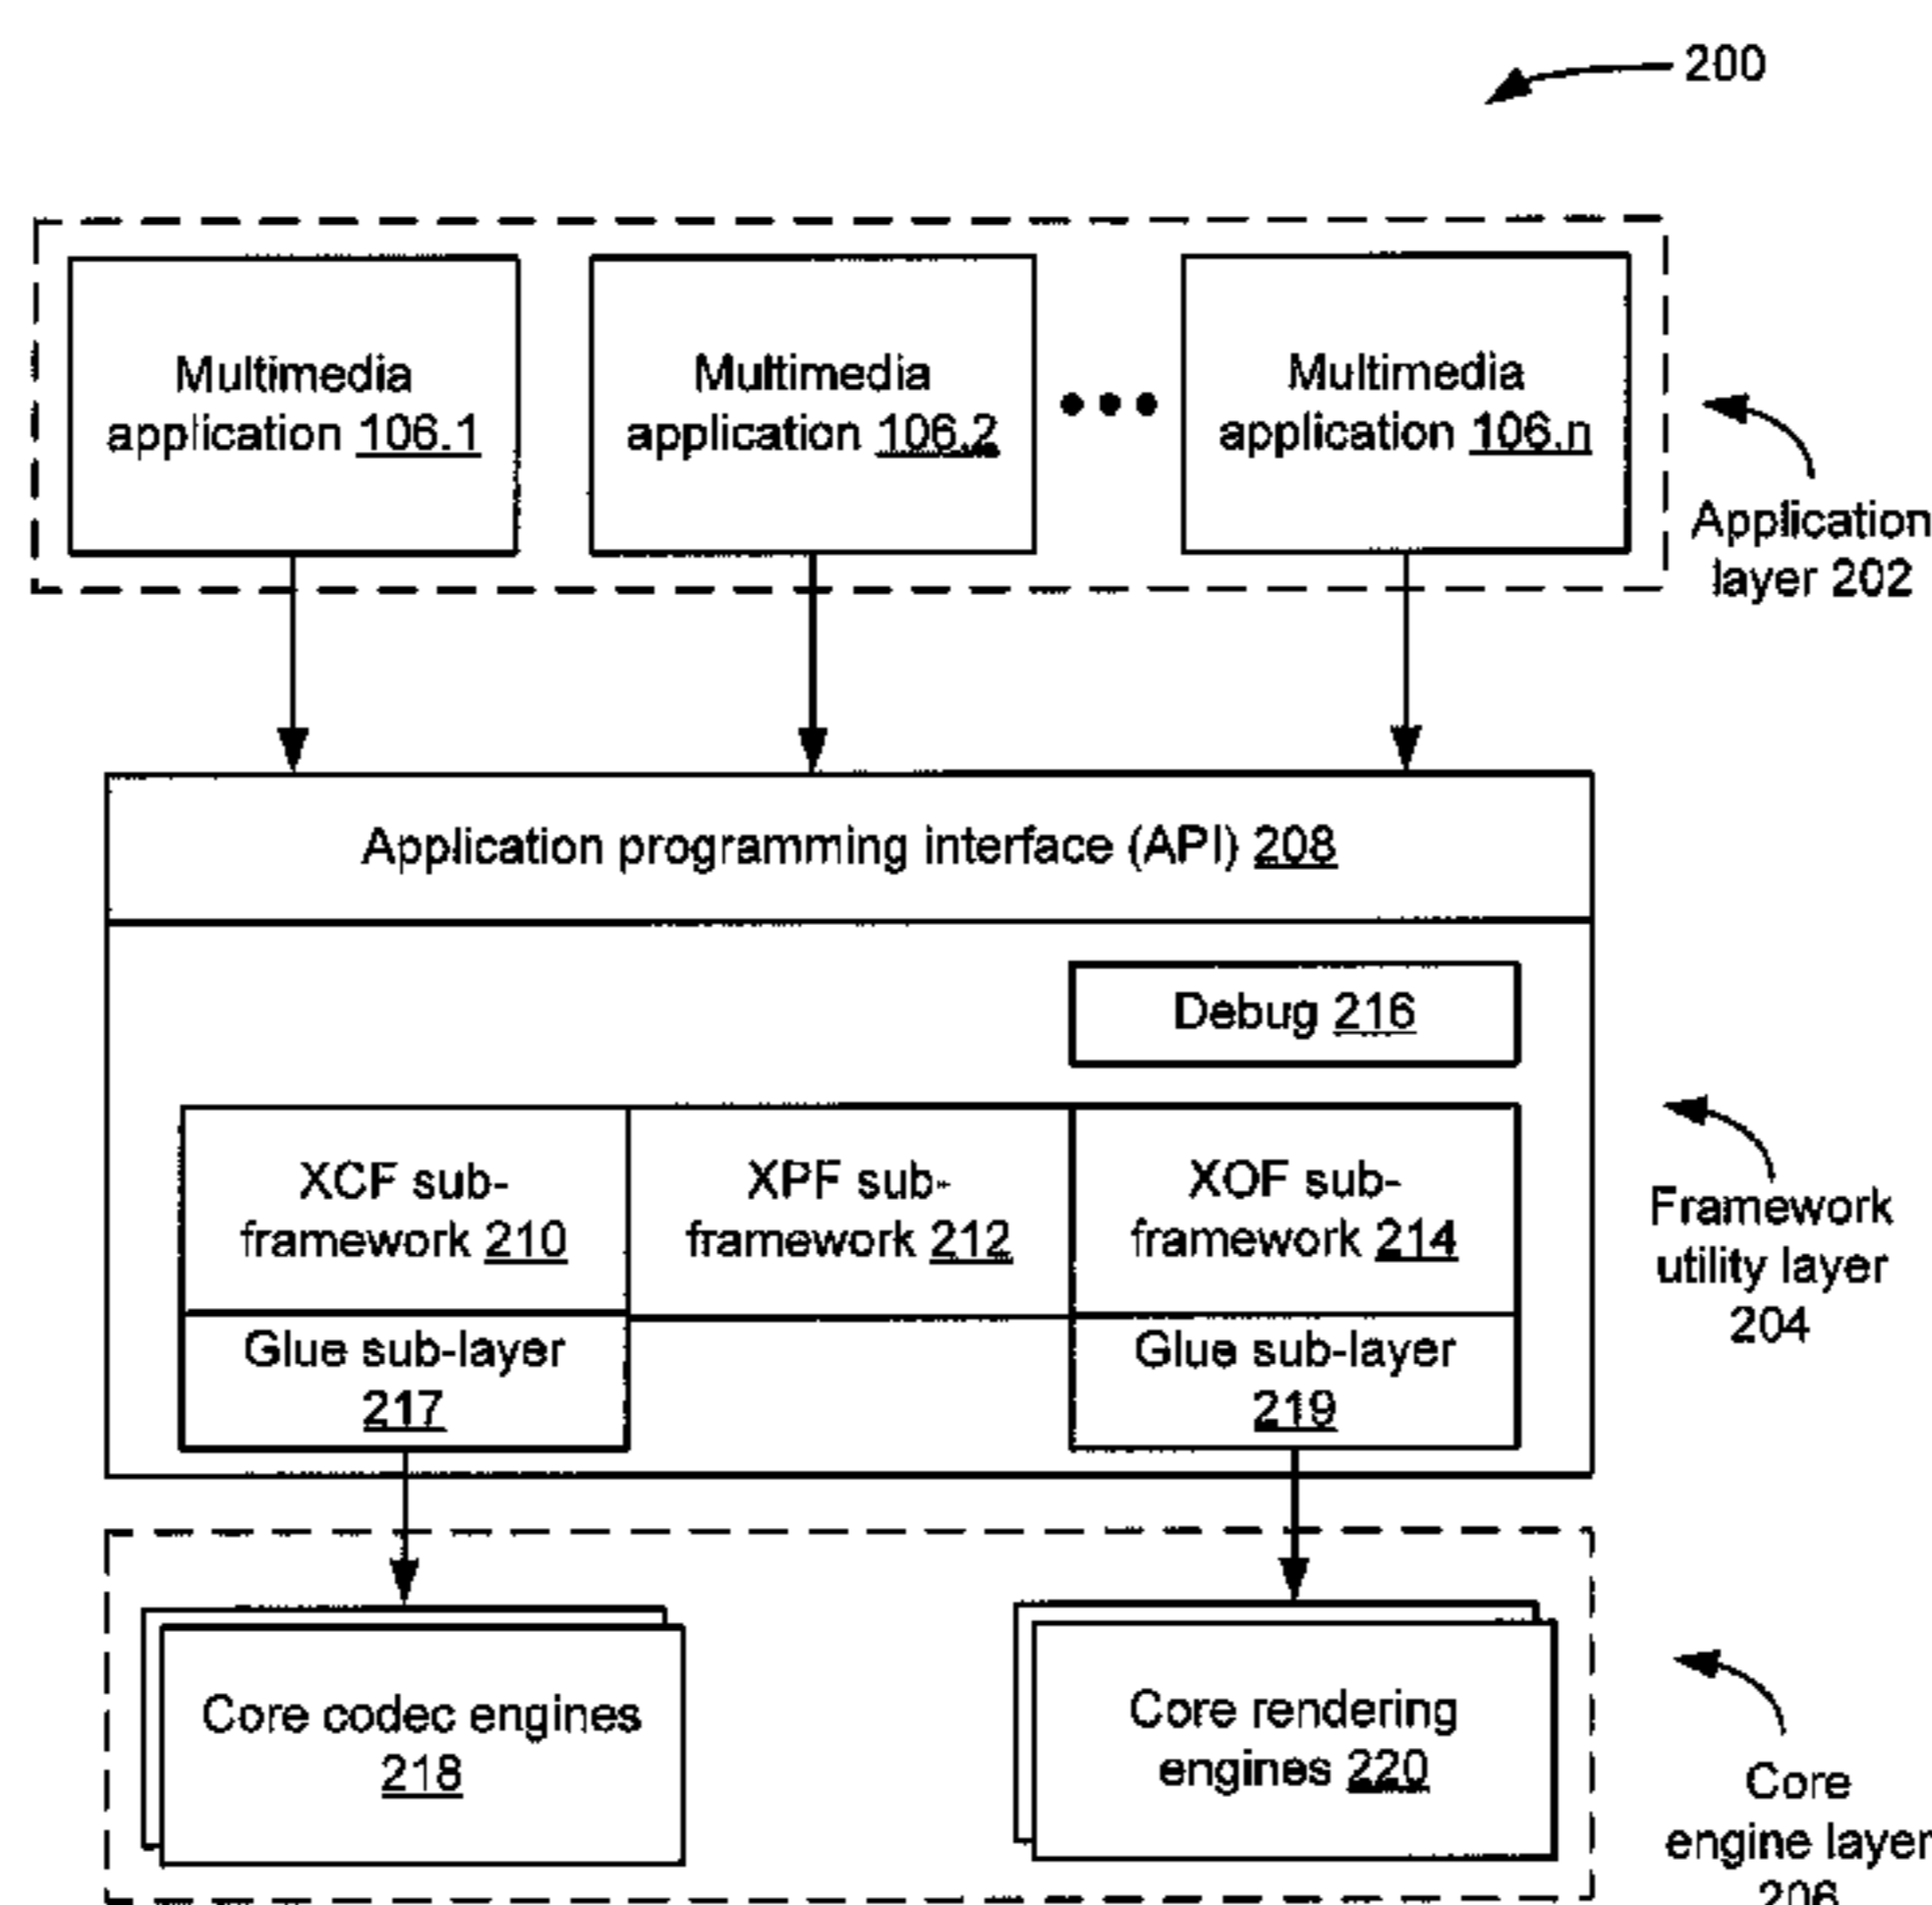 200
Multimedia
application 106.1
Multimedia
application 106.2
Multimedia
application 106.n
Application
layer 202
Application programming interface (API) 208
Debug 216
XCF sub-
framework 210
XPF sub-
framework 212
XOF sub-
framework 214
Glue sub-layer
217
Glue sub-layer
219
Framework
utility layer
204
Core codec engines
218
Core rendering
engines 220
Core
engine layer
206